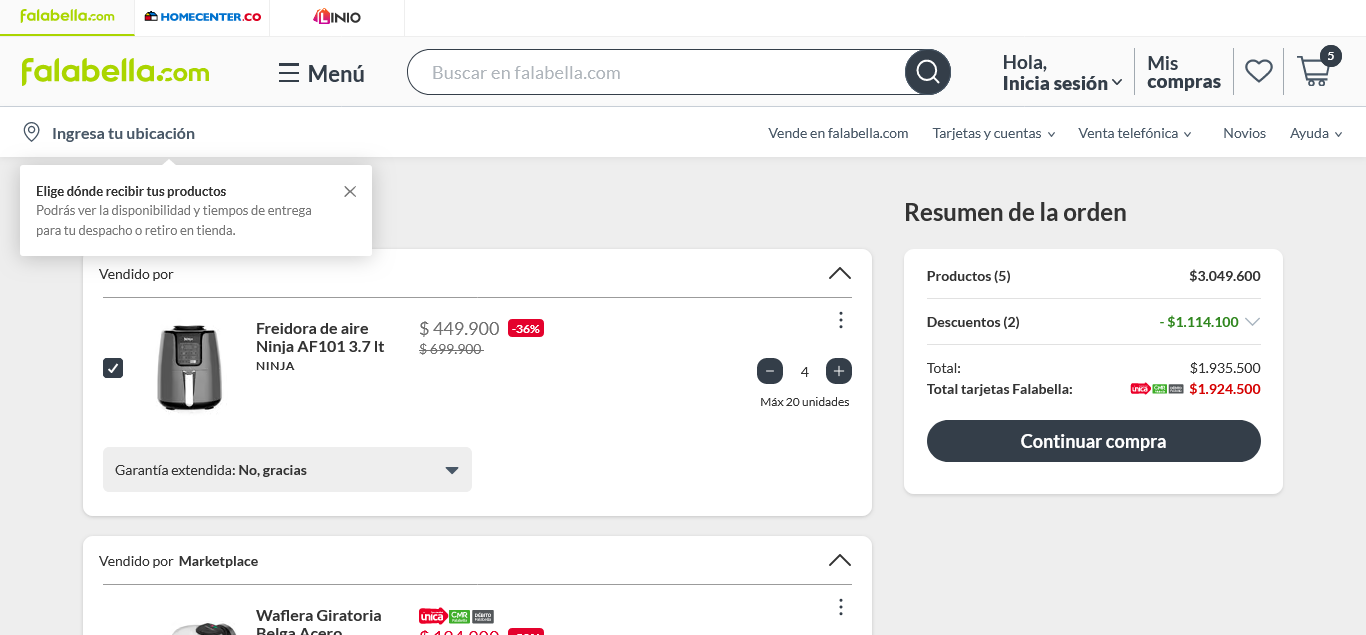 falabella.com
HOMECENTER.CO
LINIO
falabella.com
Menú
Buscar en falabella.com
Hola,
Inicia sesión
Mis
compras
5
Ingresa tu ubicación
Vende en falabella.com
Tarjetas y cuentas
Venta telefónica
Novios
Ayuda
Elige dónde recibir tus productos
Podrás ver la disponibilidad y tiempos de entrega
para tu despacho o retiro en tienda.
Vendido por
Freidora de aire
Ninja AF101 3.7 lt
NINJA
$ 449.900 -36%
$ 699.900
4
Máx 20 unidades
Garantía extendida: No, gracias
Vendido por Marketplace
Waflera Giratoria
Belga Acero
única CMR
Resumen de la orden
Productos (5) $3.049.600
Descuentos (2) - $1.114.100
Total: $1.935.500
Total tarjetas Falabella: única CMR $1.924.500
Continuar compra